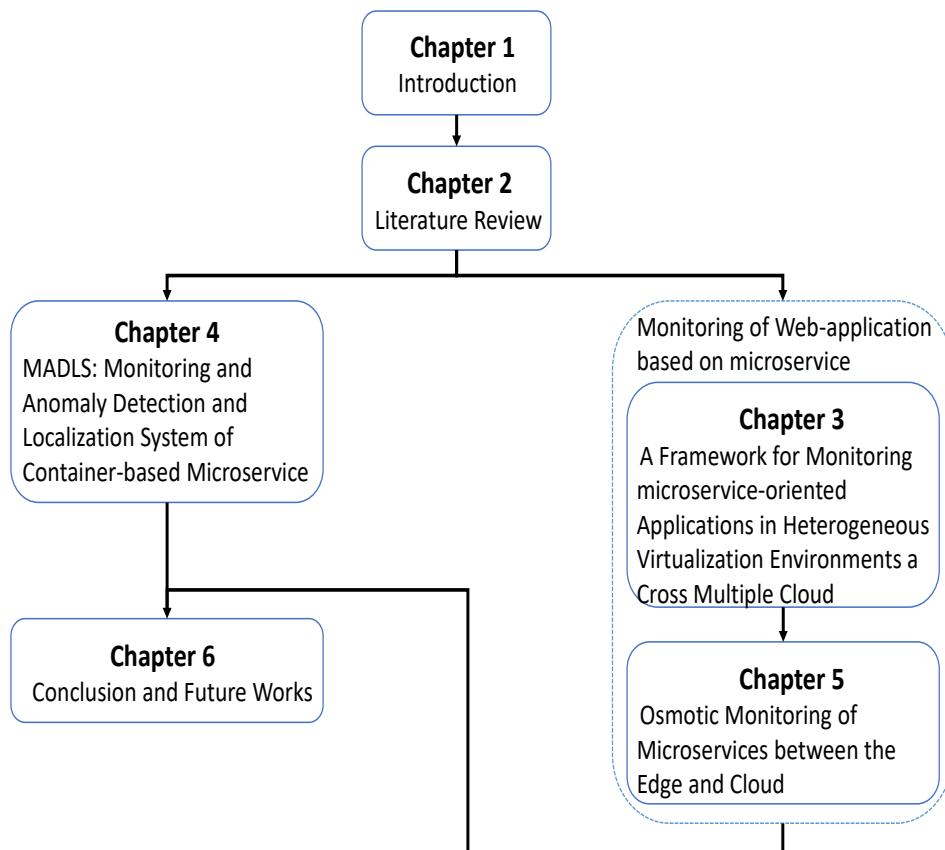 Chapter 1
Introduction
Chapter 2
Literature Review
Chapter 4
MADLS: Monitoring and
Anomaly Detection and
Localization System of
Container-based Microservice
Monitoring of Web-application
based on microservice
Chapter 3
A Framework for Monitoring
microservice-oriented
Applications in Heterogeneous
Virtualization Environments a
Cross Multiple Cloud
Chapter 6
Conclusion and Future Works
Chapter 5
Osmotic Monitoring of
Microservices between the
Edge and Cloud